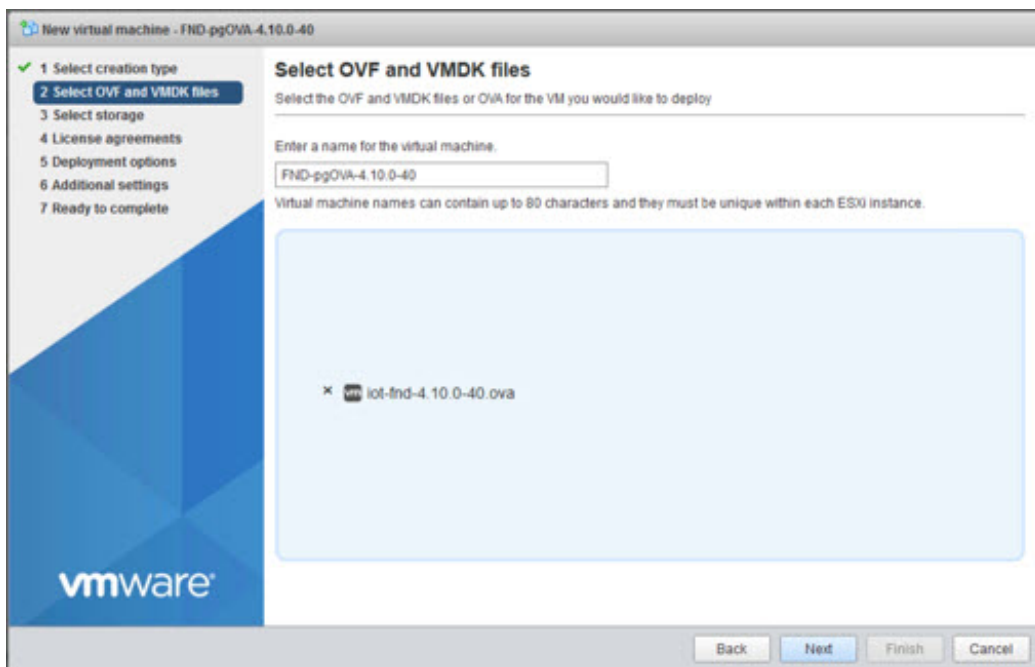 New virtual machine - FND-pgOVA-4.10.0-40
1 Select creation type
2 Select OVF and VMDK files
3 Select storage
4 License agreements
5 Deployment options
6 Additional settings
7 Ready to complete
Select OVF and VMDK files
Select the OVF and VMDK files or OVA for the VM you would like to deploy
Enter a name for the virtual machine.
FND-pgOVA-4.10.0-40
Virtual machine names can contain up to 80 characters and they must be unique within each ESXi instance.
vm iot-fnd-4.10.0-40.ova
vmware
Back Next Finish Cancel